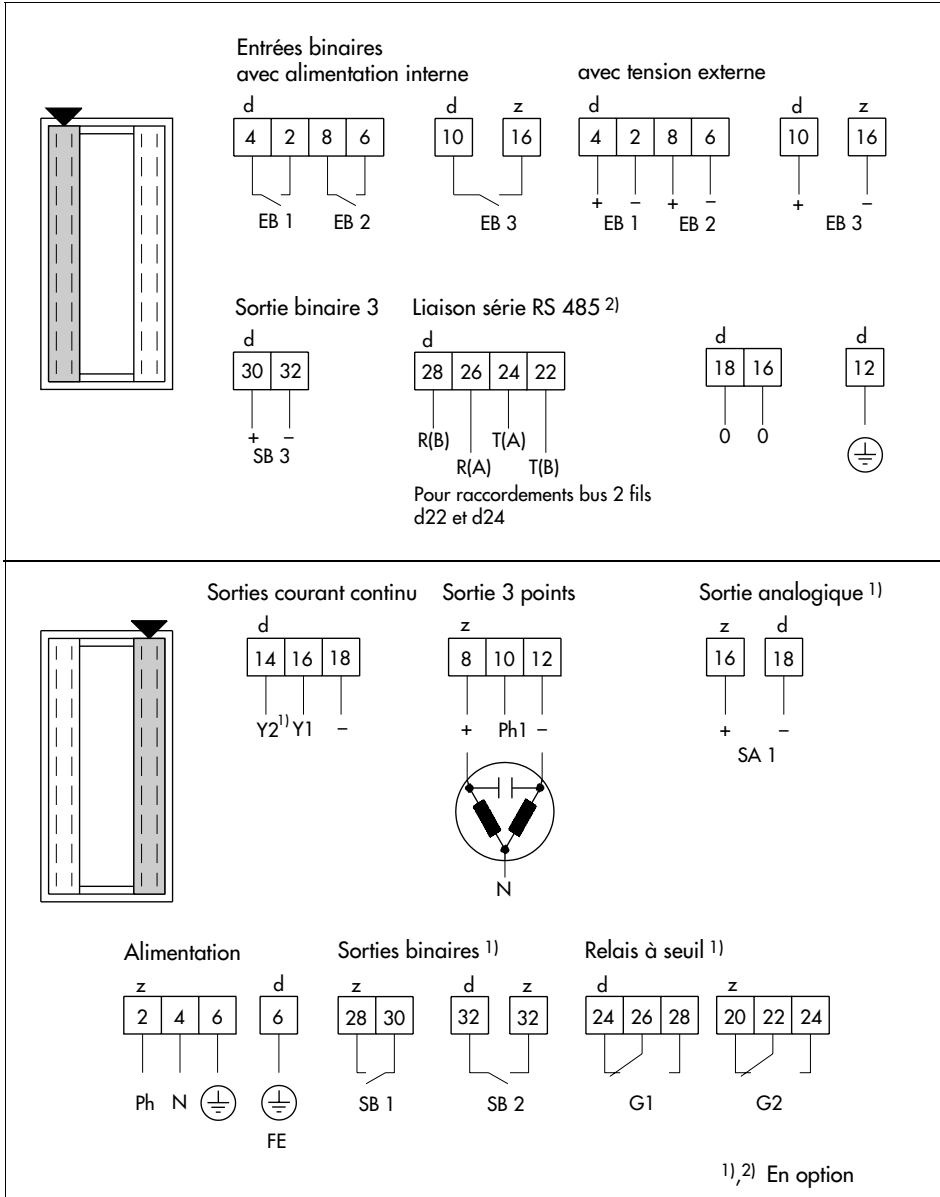 Entrées binaires
avec alimentation interne
avec tension externe
d d z d d z
4 2 8 6 10 16 4 2 8 6 10 16
+ – + – + –
EB 1 EB 2 EB 3 EB 1 EB 2 EB 3
Sortie binaire 3 Liaison série RS 485 2)
d d d d
30 32 28 26 24 22 18 16 12
+ – R(B) T(A) 0 0
SB 3 R(A) T(B)
Pour raccordements bus 2 fils
d22 et d24
Sorties courant continu Sortie 3 points Sortie analogique 1)
d z z d
14 16 18 8 10 12 16 18
Y2 1) Y1 – + Ph1 – + –
SA 1
N
Alimentation Sorties binaires 1) Relais à seuil 1)
z d z d z d z
2 4 6 6 28 30 32 32 24 26 28 20 22 24
Ph N SB 1 SB 2 G1 G2
FE
1),2) En option